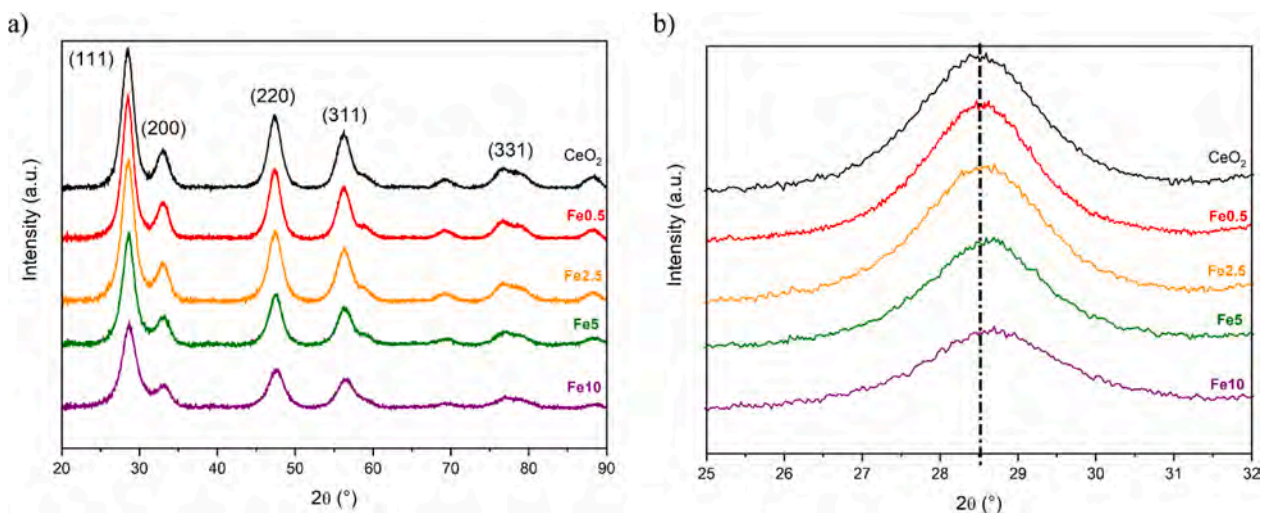 a)
(111)
(200)
(220)
(311)
(331)
CeO2
Fe0.5
Fe2.5
Fe5
Fe10
Intensity (a.u.)
20 30 40 50 60 70 80 90
2θ (°)
b)
CeO2
Fe0.5
Fe2.5
Fe5
Fe10
Intensity (a.u.)
25 26 27 28 29 30 31 32
2θ (°)